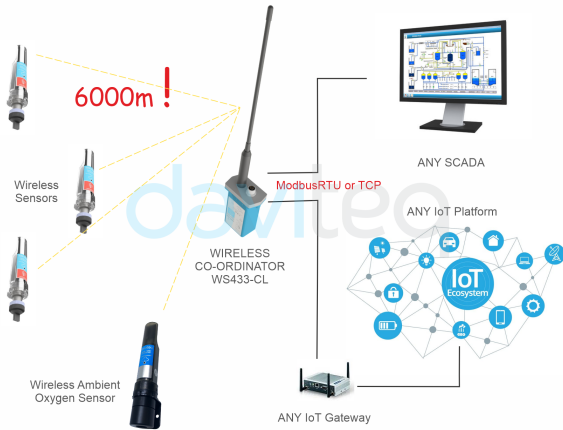 6000m !
Wireless
Sensors
ModbusRTU or TCP
ANY SCADA
daviteq
ANY IoT Platform
WIRELESS
CO-ORDINATOR
WS433-CL
IoT
Ecosystem
Wireless Ambient
Oxygen Sensor
ANY IoT Gateway